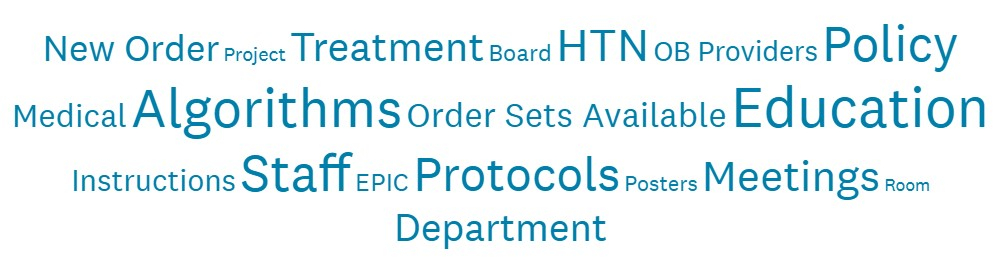 New Order Project Treatment Board HTN OB Providers Policy
Medical Algorithms Order Sets Available Education
Instructions Staff EPIC Protocols Posters Meetings Room
Department